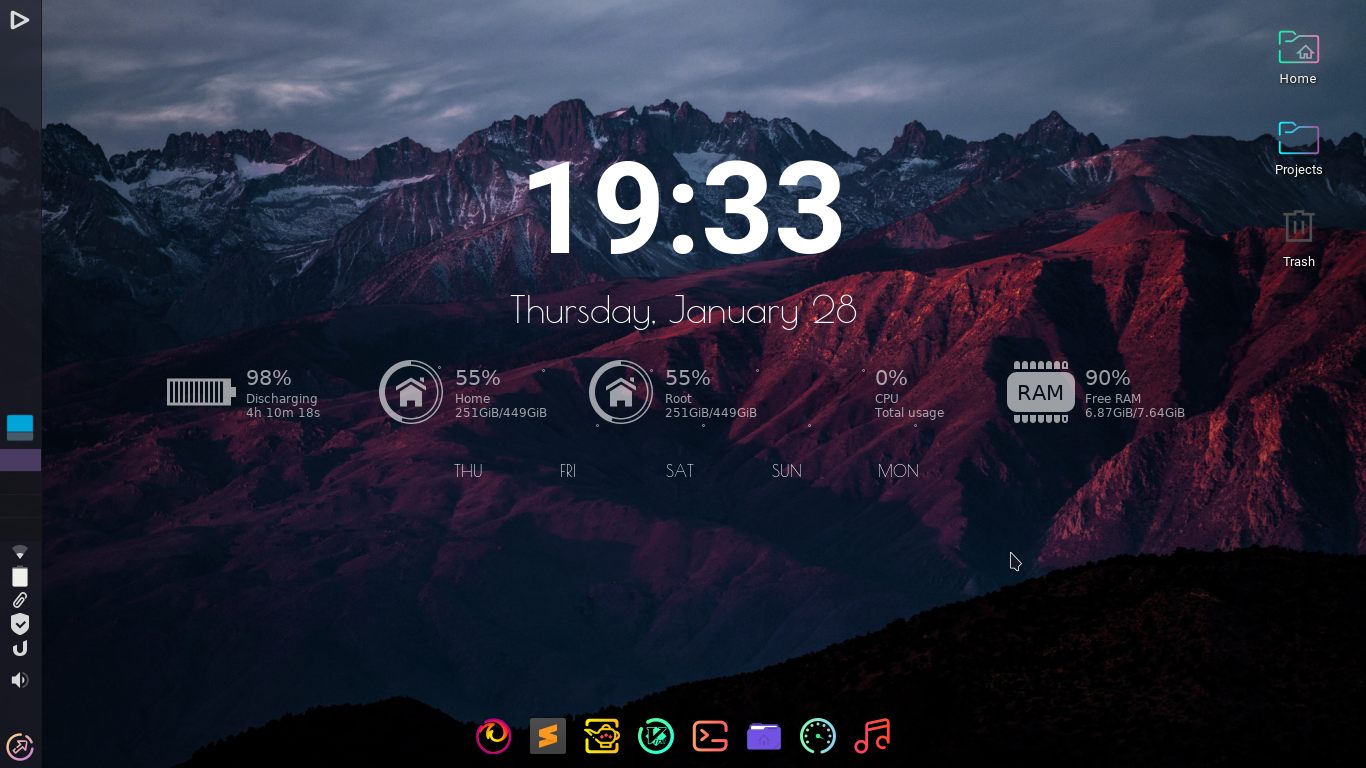 Home
Projects
Trash
19:33
Thursday, January 28
98%
Discharging
4h 10m 18s
55%
Home
251GiB/449GiB
55%
Root
251GiB/449GiB
0%
CPU
Total usage
RAM
90%
Free RAM
6.87GiB/7.64GiB
THU FRI SAT SUN MON